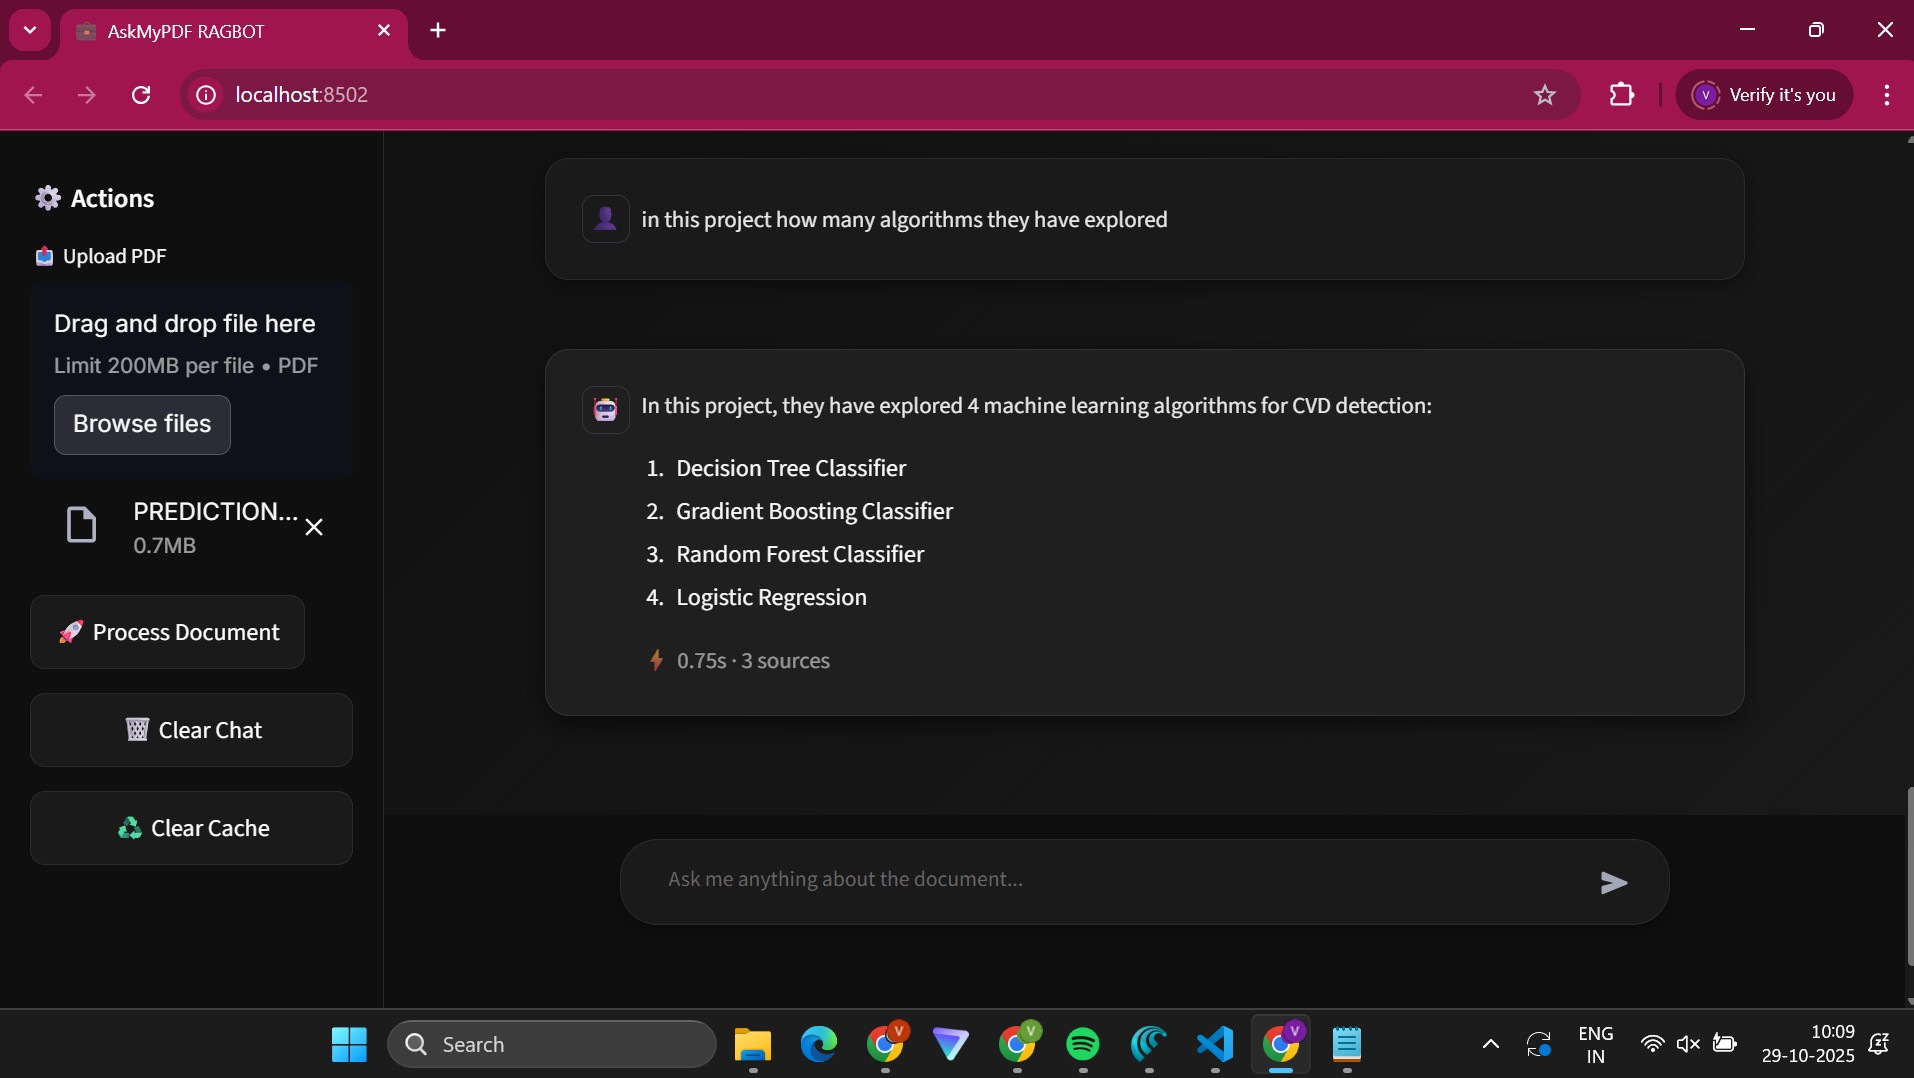 AskMyPDF RAGBOT
localhost:8502
V
Verify it's you
Actions
Upload PDF
Drag and drop file here
Limit 200MB per file • PDF
Browse files
PREDICTION...
0.7MB
Process Document
Clear Chat
Clear Cache
in this project how many algorithms they have explored
In this project, they have explored 4 machine learning algorithms for CVD detection:
1. Decision Tree Classifier
2. Gradient Boosting Classifier
3. Random Forest Classifier
4. Logistic Regression
0.75s · 3 sources
Ask me anything about the document...
Search
V
V
V
ENG
IN
10:09
29-10-2025